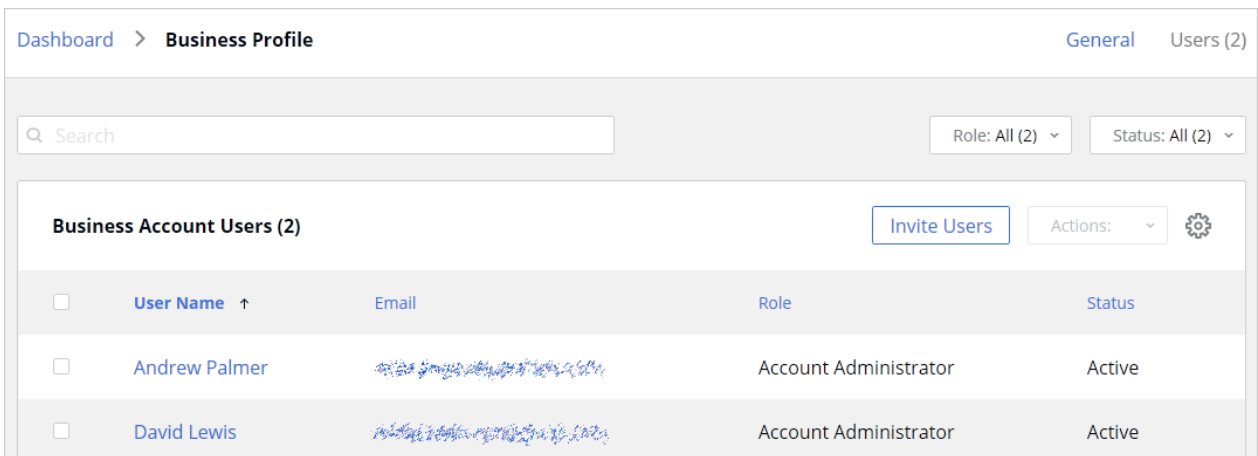 Dashboard > Business Profile General Users (2)
Search Role: All (2) Status: All (2)
Business Account Users (2) Invite Users Actions:
User Name ↑ Email Role Status
Andrew Palmer Account Administrator Active
David Lewis Account Administrator Active